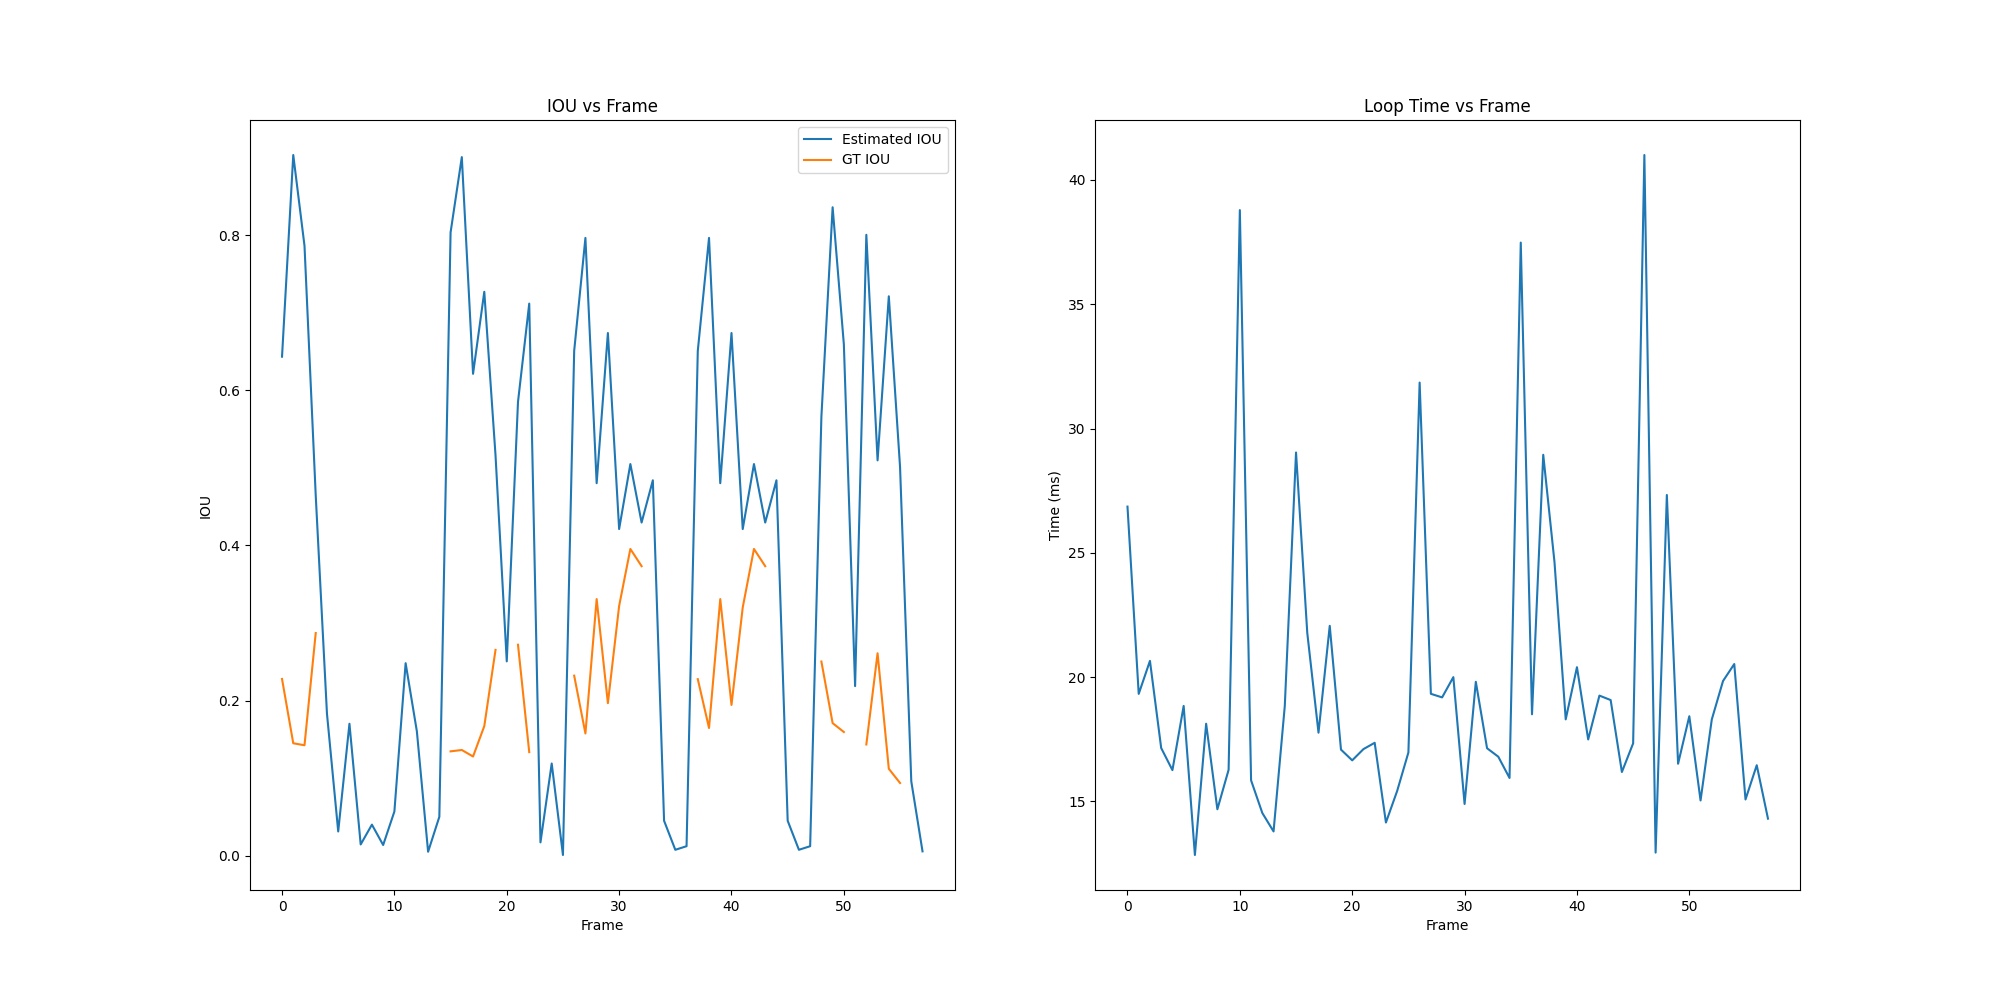 IOU vs Frame
Estimated IOU
GT IOU
0.8
0.6
0.4
0.2
0.0
IOU
0 10 20 30 40 50
Frame
Loop Time vs Frame
40
35
30
25
20
15
Time (ms)
0 10 20 30 40 50
Frame